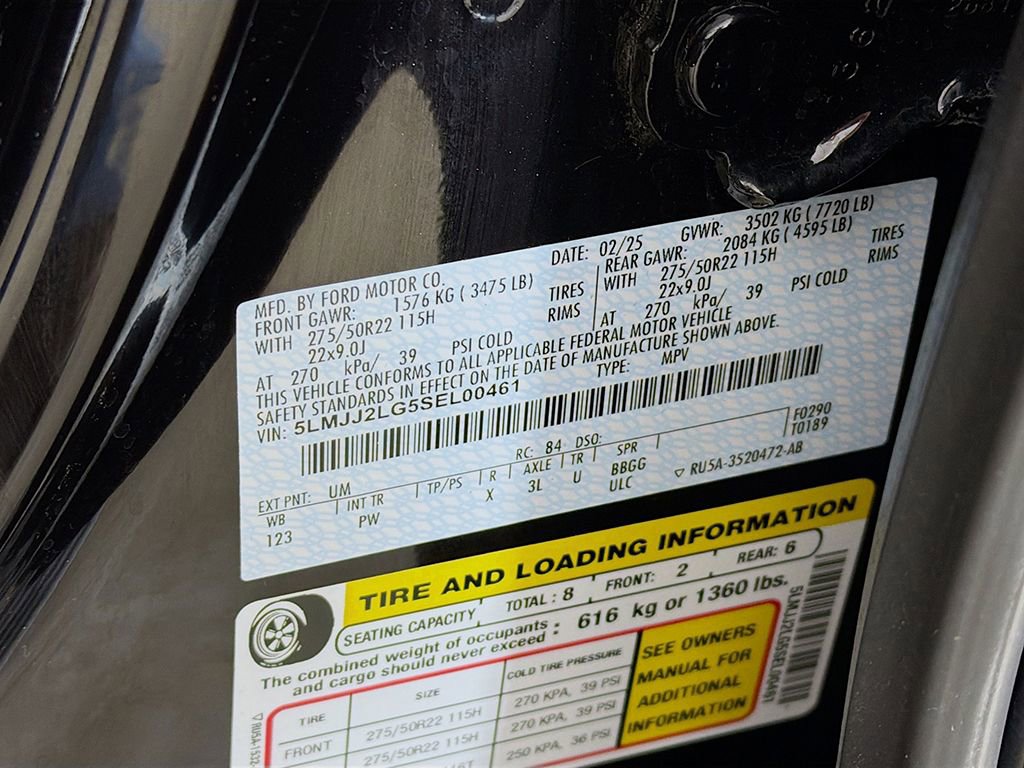 MFD. BY FORD MOTOR CO.
DATE: 02/25 GVWR: 3502 KG ( 7720 LB)
FRONT GAWR: 1576 KG ( 3475 LB)
REAR GAWR: 2084 KG ( 4595 LB)
WITH 275/50R22 115H TIRES
WITH 275/50R22 115H TIRES
22x9.0J RIMS
22x9.0J RIMS
AT 270 kPa/ 39 PSI COLD
AT 270 kPa/ 39 PSI COLD
THIS VEHICLE CONFORMS TO ALL APPLICABLE FEDERAL MOTOR VEHICLE
SAFETY STANDARDS IN EFFECT ON THE DATE OF MANUFACTURE SHOWN ABOVE.
VIN: 5LMJJ2LG5SEL00461 TYPE: MPV
F0290
T0189
EXT PNT: UM RC: 84 DSO:
WB INT TR TP/PS R AXLE TR SPR
123 PW X 3L U BBGG
ULC
RU5A-3520472-AB
TIRE AND LOADING INFORMATION
SEATING CAPACITY TOTAL : 8 FRONT: 2 REAR: 6
The combined weight of occupants and cargo should never exceed : 616 kg or 1360 lbs.
TIRE SIZE COLD TIRE PRESSURE
FRONT 275/50R22 115H 270 KPA, 39 PSI
275/50R22 115H 270 KPA, 39 PSI
250 KPA, 36 PSI
SEE OWNERS
MANUAL FOR
ADDITIONAL
INFORMATION